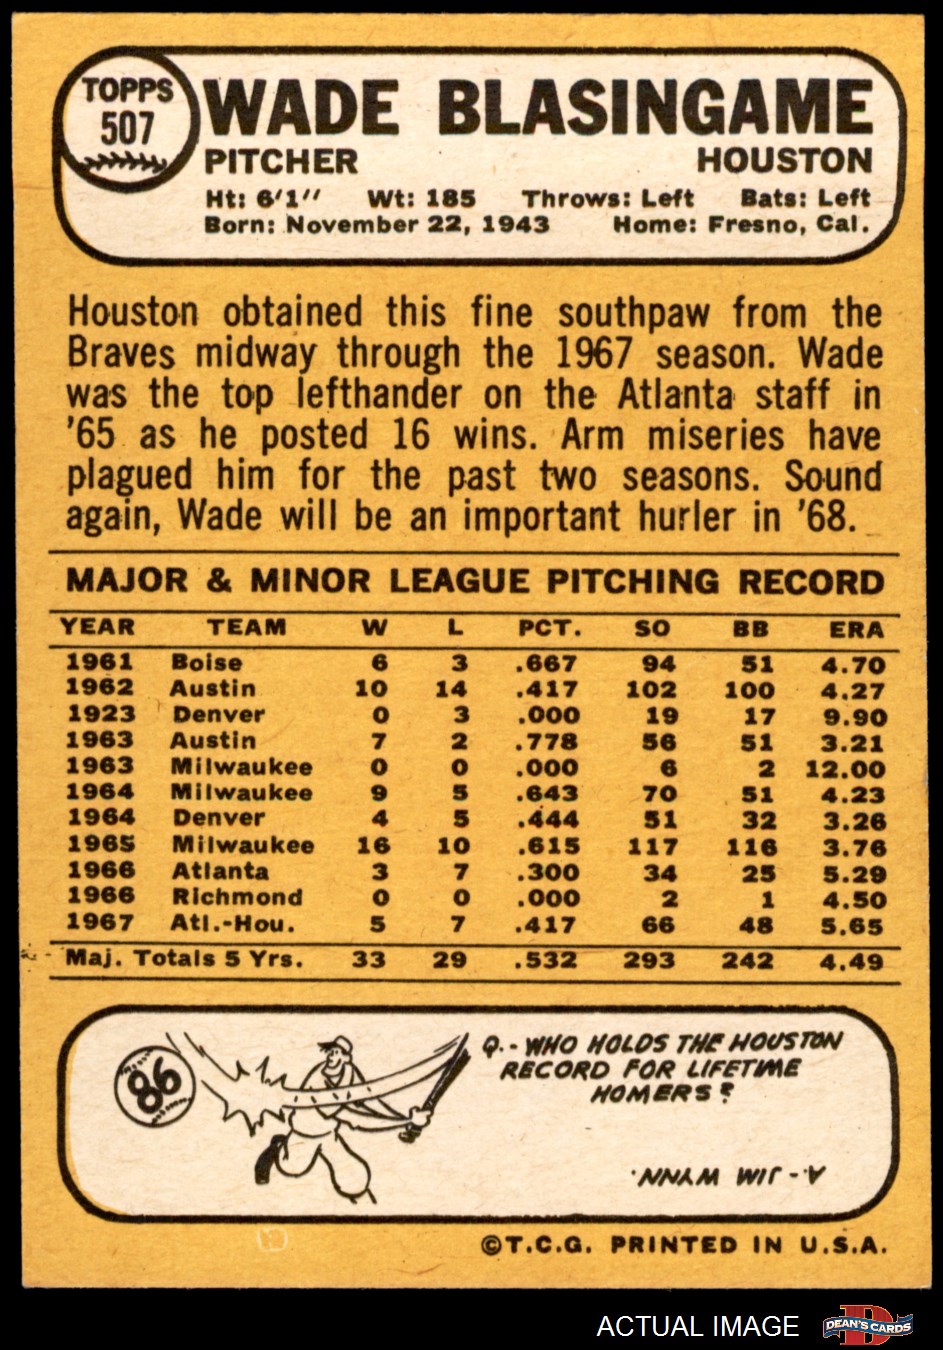 TOPPS
507
WADE BLASINGAME
PITCHER HOUSTON
Ht: 6'1'' Wt: 185 Throws: Left Bats: Left
Born: November 22, 1943 Home: Fresno, Cal.
Houston obtained this fine southpaw from the
Braves midway through the 1967 season. Wade
was the top lefthander on the Atlanta staff in
'65 as he posted 16 wins. Arm miseries have
plagued him for the past two seasons. Sound
again, Wade will be an important hurler in '68.
MAJOR & MINOR LEAGUE PITCHING RECORD
YEAR TEAM W L PCT. SO BB ERA
1961 Boise 6 3 .667 94 51 4.70
1962 Austin 10 14 .417 102 100 4.27
1923 Denver 0 3 .000 19 17 9.90
1963 Austin 7 2 .778 56 51 3.21
1963 Milwaukee 0 0 .000 6 2 12.00
1964 Milwaukee 9 5 .643 70 51 4.23
1964 Denver 4 5 .444 51 32 3.26
1965 Milwaukee 16 10 .615 117 116 3.76
1966 Atlanta 3 7 .300 34 25 5.29
1966 Richmond 0 0 .000 2 1 4.50
1967 Atl.-Hou. 5 7 .417 66 48 5.65
Maj. Totals 5 Yrs. 33 29 .532 293 242 4.49
86
Q.- WHO HOLDS THE HOUSTON
RECORD FOR LIFETIME
HOMERS?
A.- JIM WYNN.
©T.C.G. PRINTED IN U.S.A.
ACTUAL IMAGE
D
DEAN'S CARDS